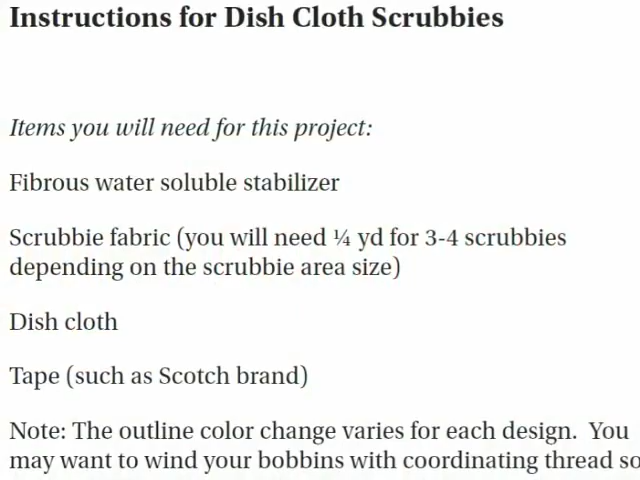 Instructions for Dish Cloth Scrubbies
Items you will need for this project:
Fibrous water soluble stabilizer
Scrubbie fabric (you will need ¼ yd for 3-4 scrubbies
depending on the scrubbie area size)
Dish cloth
Tape (such as Scotch brand)
Note: The outline color change varies for each design.  You
may want to wind your bobbins with coordinating thread so